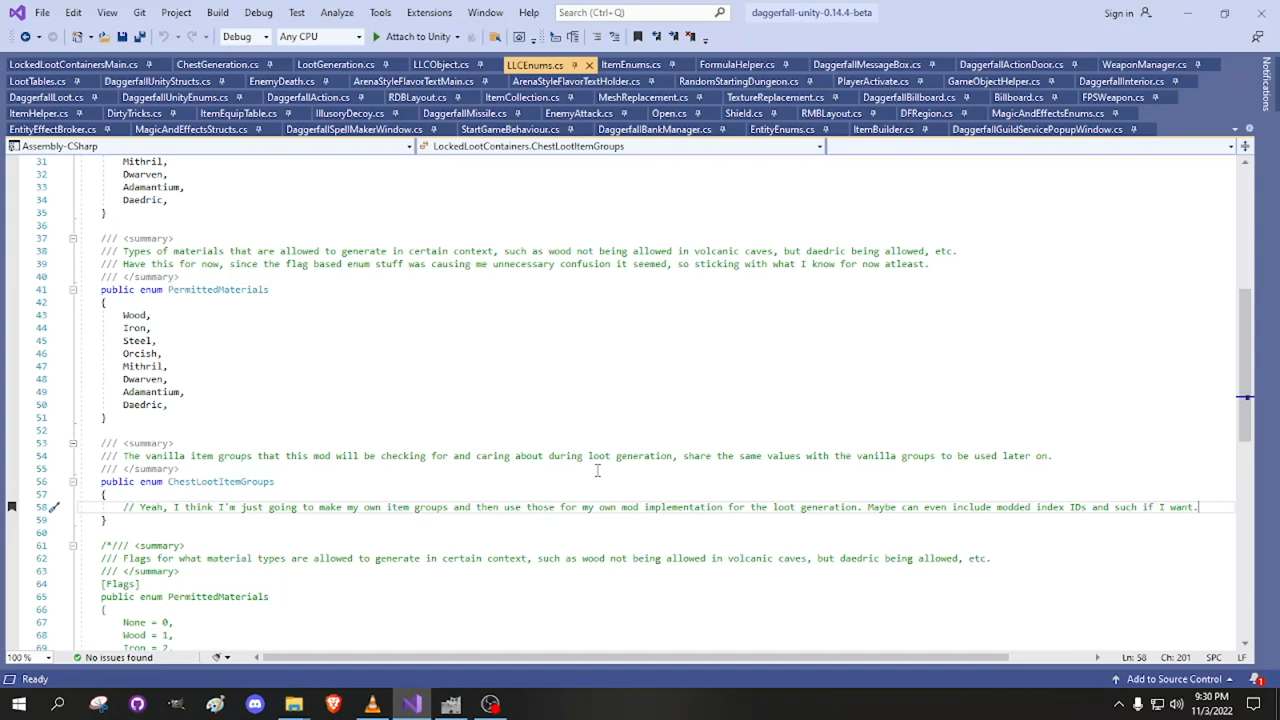 File Edit View Git Project Build Debug Test Analyze Tools Extensions Window Help Search (Ctrl+Q) daggerfall-unity-0.14.4-beta Sign in
Debug Any CPU Attach to Unity
LockedLootContainersMain.cs ChestGeneration.cs LootGeneration.cs LLCObject.cs LLCEnums.cs ItemEnums.cs FormulaHelper.cs DaggerfallMessageBox.cs DaggerfallActionDoor.cs WeaponManager.cs
LootTables.cs DaggerfallUnityStructs.cs EnemyDeath.cs ArenaStyleFlavorTextMain.cs ArenaStyleFlavorTextHolder.cs RandomStartingDungeon.cs PlayerActivate.cs GameObjectHelper.cs DaggerfallInterior.cs
DaggerfallLoot.cs DaggerfallUnityEnums.cs DaggerfallAction.cs RDBLayout.cs ItemCollection.cs MeshReplacement.cs TextureReplacement.cs DaggerfallBillboard.cs Billboard.cs FPSWeapon.cs
ItemHelper.cs DirtyTricks.cs ItemEquipTable.cs IllusoryDecoy.cs DaggerfallMissile.cs EnemyAttack.cs Open.cs Shield.cs RMBLayout.cs DFRegion.cs MagicAndEffectsEnums.cs
EntityEffectBroker.cs MagicAndEffectsStructs.cs DaggerfallSpellMakerWindow.cs StartGameBehaviour.cs DaggerfallBankManager.cs EntityEnums.cs ItemBuilder.cs DaggerfallGuildServicePopupWindow.cs
Notifications
Assembly-CSharp LockedLootContainers.ChestLootItemGroups
31 Mithril,
32 Dwarven,
33 Adamantium,
34 Daedric,
35 }
36
37 /// <summary>
38 /// Types of materials that are allowed to generate in certain context, such as wood not being allowed in volcanic caves, but daedric being allowed, etc.
39 /// Have this for now, since the flag based enum stuff was causing me unnecessary confusion it seemed, so sticking with what I know for now atleast.
40 /// </summary>
41 public enum PermittedMaterials
42 {
43 Wood,
44 Iron,
45 Steel,
46 Orcish,
47 Mithril,
48 Dwarven,
49 Adamantium,
50 Daedric,
51 }
52
53 /// <summary>
54 /// The vanilla item groups that this mod will be checking for and caring about during loot generation, share the same values with the vanilla groups to be used later on.
55 /// </summary>
56 public enum ChestLootItemGroups
57 {
58 // Yeah, I think I'm just going to make my own item groups and then use those for my own mod implementation for the loot generation. Maybe can even include modded index IDs and such if I want.
59 }
60
61 /*/// <summary>
62 /// Flags for what material types are allowed to generate in certain context, such as wood not being allowed in volcanic caves, but daedric being allowed, etc.
63 /// </summary>
64 [Flags]
65 public enum PermittedMaterials
66 {
67 None = 0,
68 Wood = 1,
69 Iron = 2,
100 % No issues found Ln: 58 Ch: 201 SPC LF
Ready Add to Source Control 1
9:30 PM
11/3/2022